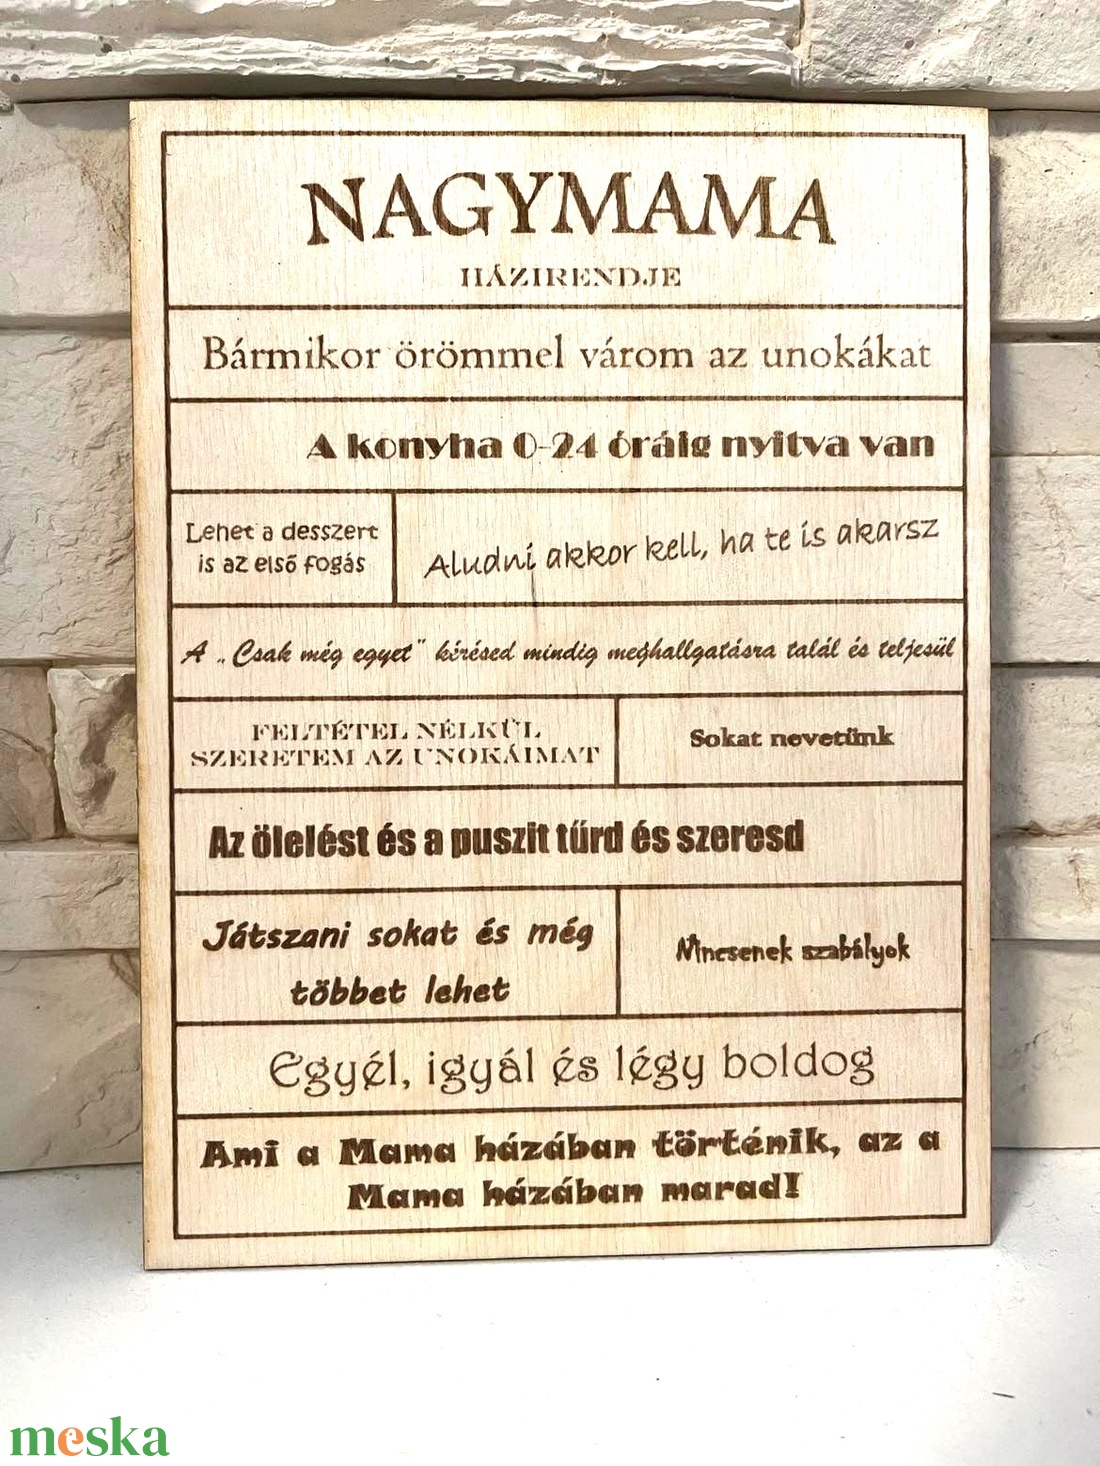 NAGYMAMA
HÁZIRENDJE
Bármikor örömmel várom az unokákat
A konyha 0-24 óráig nyitva van
Lehet a desszert
is az első fogás
Aludni akkor kell, ha te is akarsz
A „Csak még egyet" kérésed mindig meghallgatásra talál és teljesül
FELTÉTEL NÉLKÜL
SZERETEM AZ UNOKÁIMAT
Sokat nevetünk
Az ölelést és a puszit tűrd és szeresd
Játszani sokat és még
többet lehet
Nincsenek szabályok
Egyél, igyál és légy boldog
Ami a Mama házában történik, az a
Mama házában marad!
meska